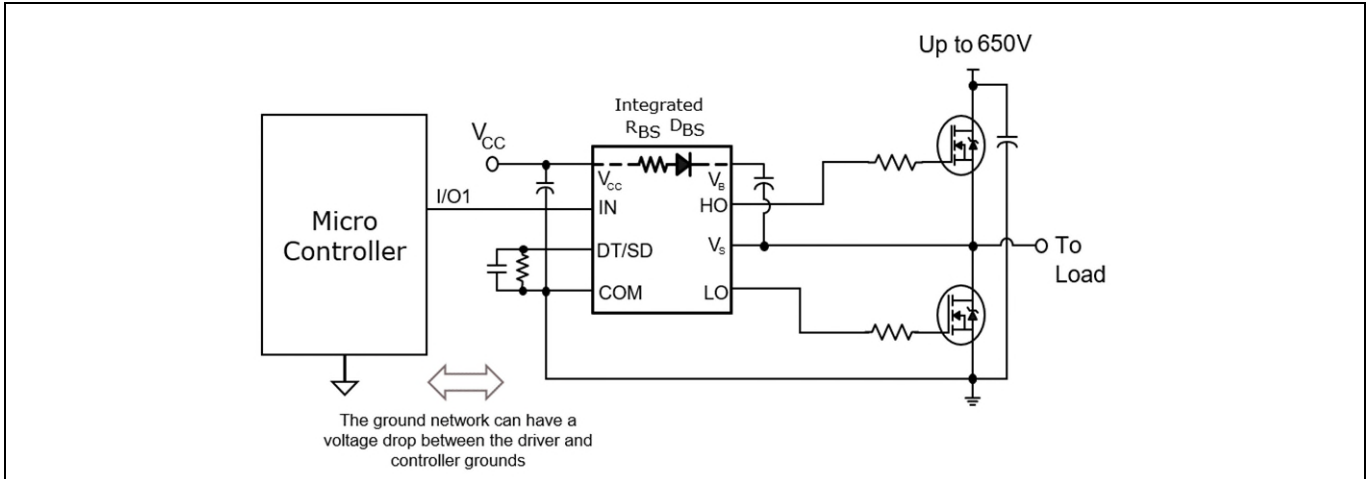 Up to 650V
Integrated
RBS DBS
VCC
I/O1
Micro
Controller
VCC
VB
IN
HO
DT/SD
VS
COM
LO
To
Load
The ground network can have a
voltage drop between the driver and
controller grounds